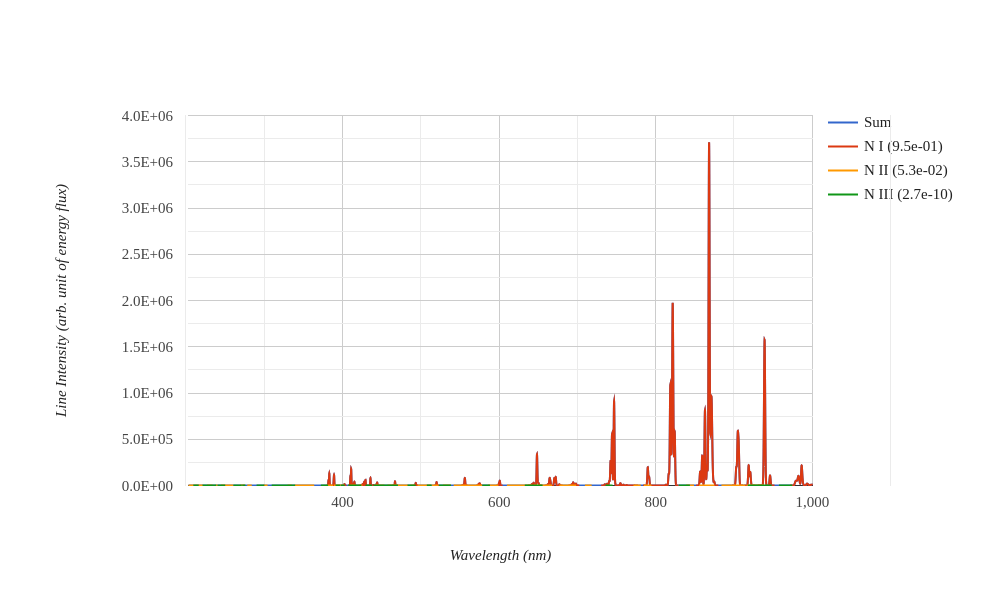 4.0E+06
3.5E+06
3.0E+06
2.5E+06
2.0E+06
1.5E+06
1.0E+06
5.0E+05
0.0E+00
Line Intensity (arb. unit of energy flux)
400
600
800
1,000
Wavelength (nm)
Sum
N I (9.5e-01)
N II (5.3e-02)
N III (2.7e-10)